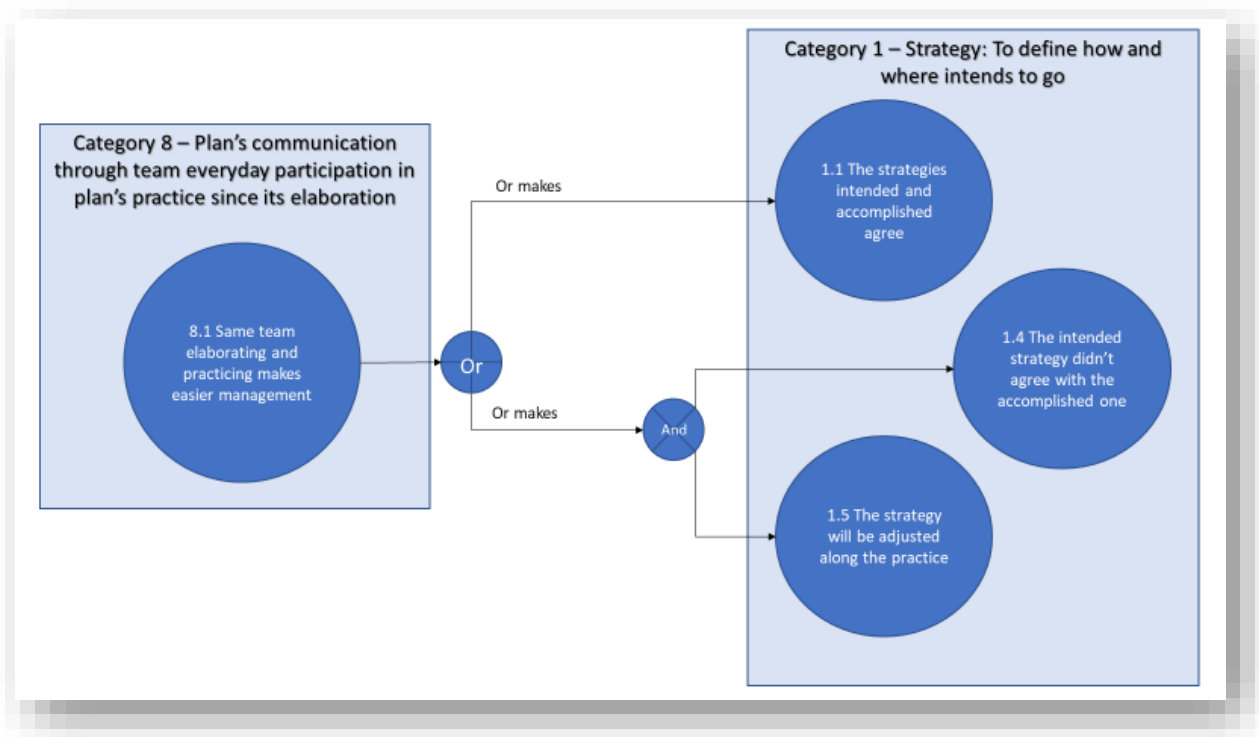 Category 8 – Plan's communication
through team everyday participation in
plan's practice since its elaboration
8.1 Same team
elaborating and
practicing makes
easier management
Or
Or makes
Or makes
And
Category 1 – Strategy: To define how and
where intends to go
1.1 The strategies
intended and
accomplished
agree
1.4 The intended
strategy didn't
agree with the
accomplished one
1.5 The strategy
will be adjusted
along the practice